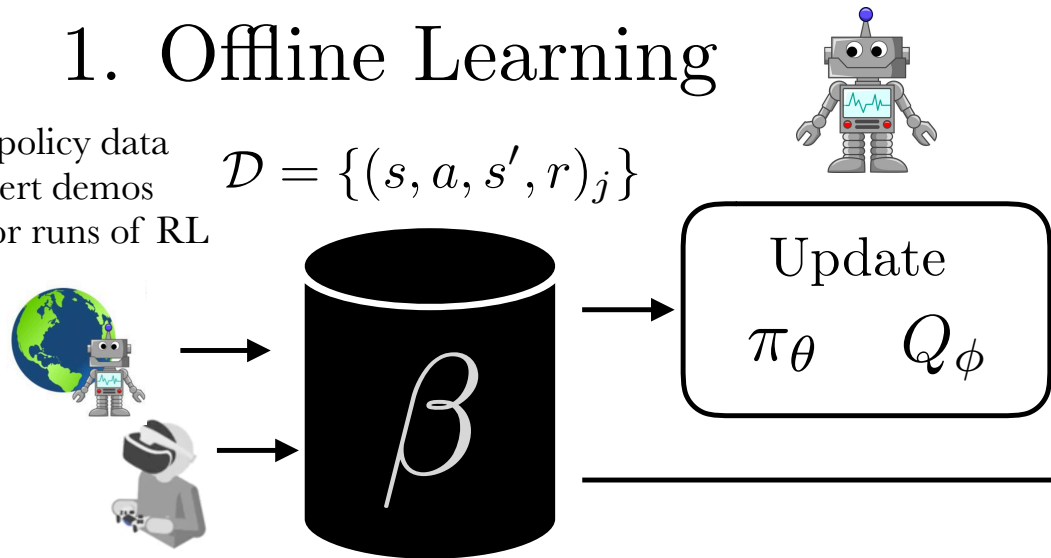 1. Offline Learning
policy data
ert demos
or runs of RL
𝒟 = {(s, a, s′, r)ⱼ}
Update
π_θ Q_ϕ
β